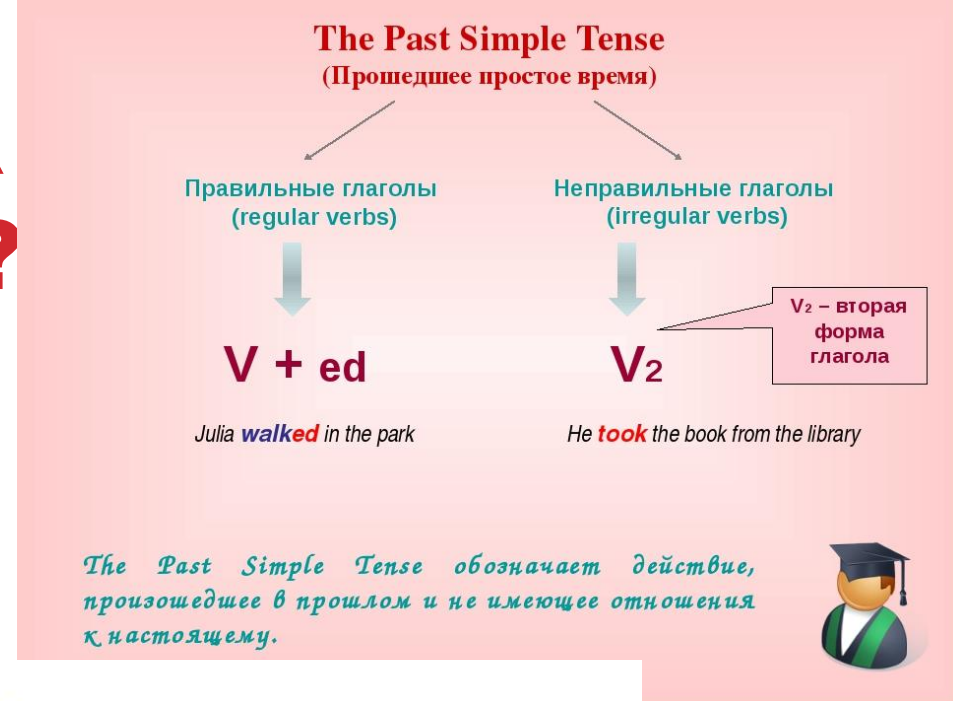 The Past Simple Tense
(Прошедшее простое время)
Правильные глаголы
(regular verbs)
Неправильные глаголы
(irregular verbs)
V + ed
V2
V2 – вторая
форма
глагола
Julia walked in the park
He took the book from the library
The Past Simple Tense обозначает действие,
произошедшее в прошлом и не имеющее отношения
к настоящему.